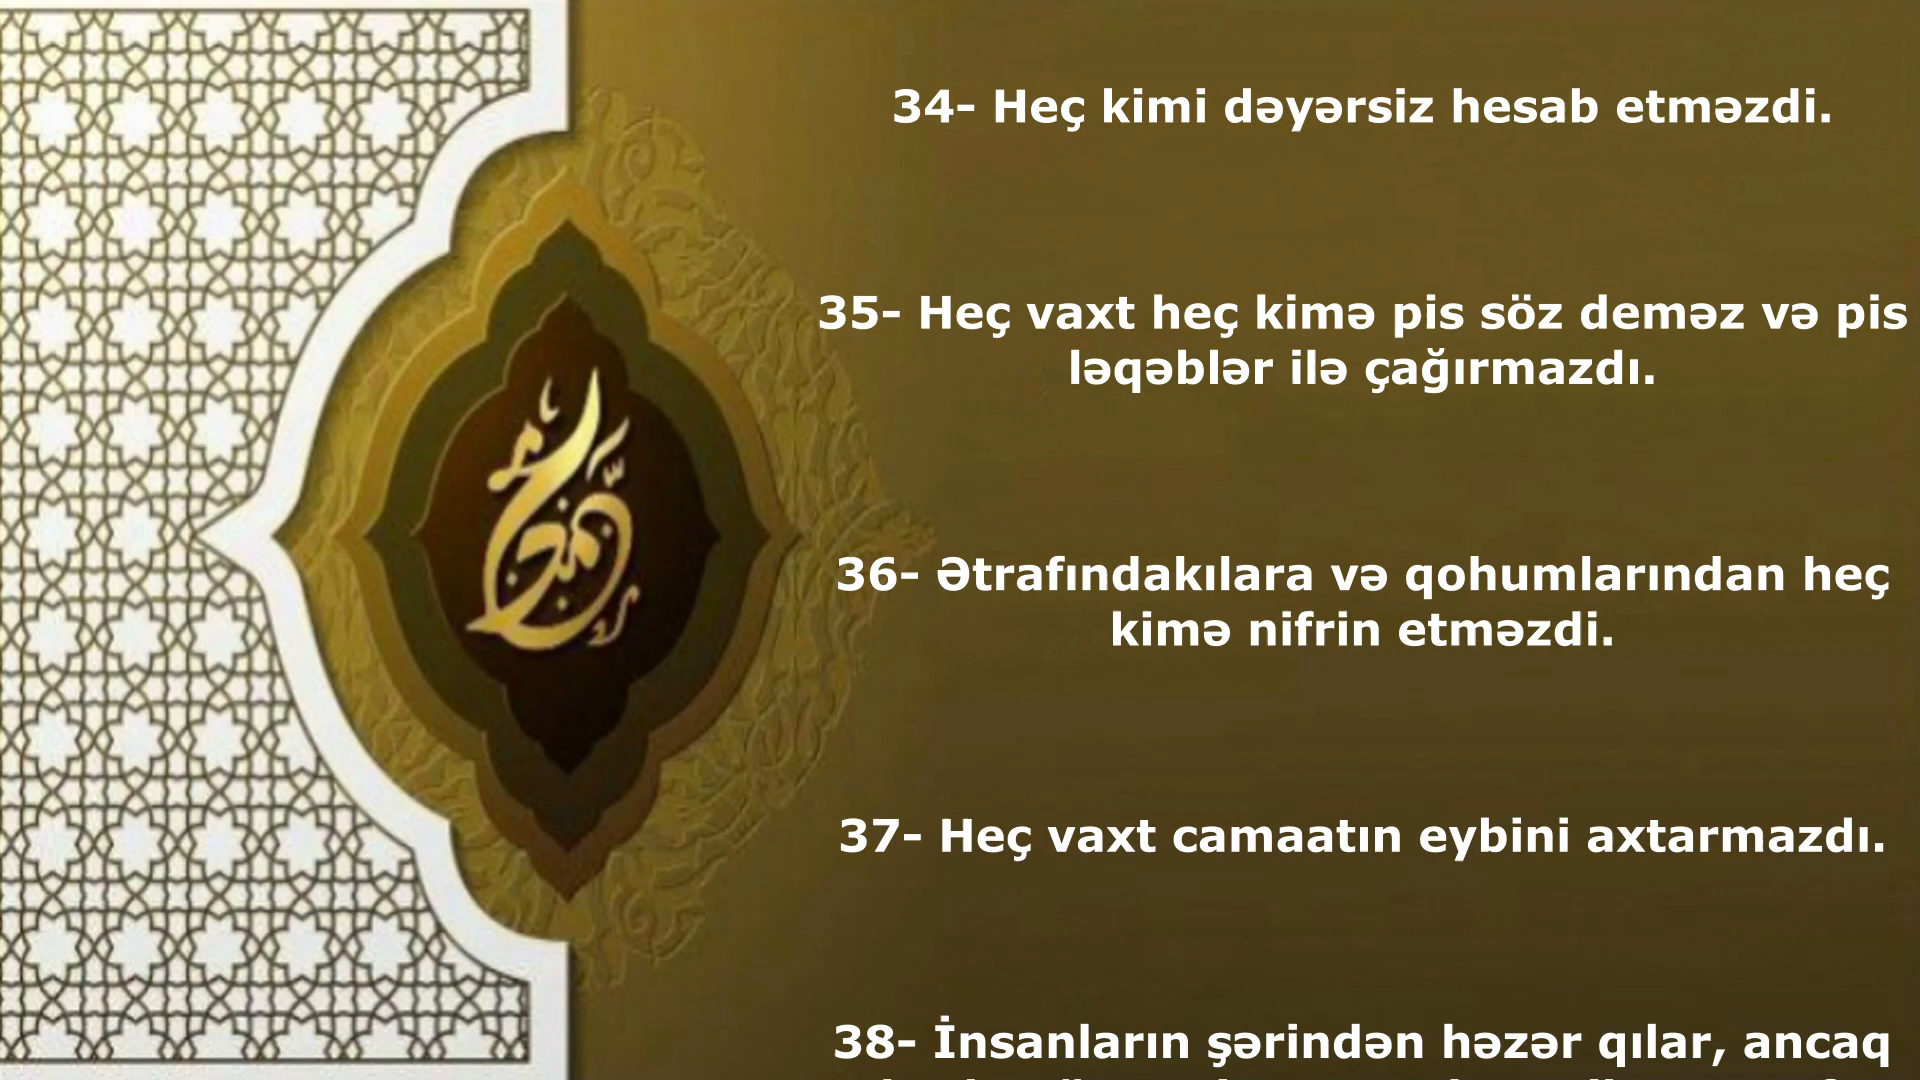 34- Heç kimi dəyərsiz hesab etməzdi.
35- Heç vaxt heç kimə pis söz deməz və pis
ləqəblər ilə çağırmazdı.
36- Ətrafındakılara və qohumlarından heç
kimə nifrin etməzdi.
37- Heç vaxt camaatın eybini axtarmazdı.
38- İnsanların şərindən həzər qılar, ancaq